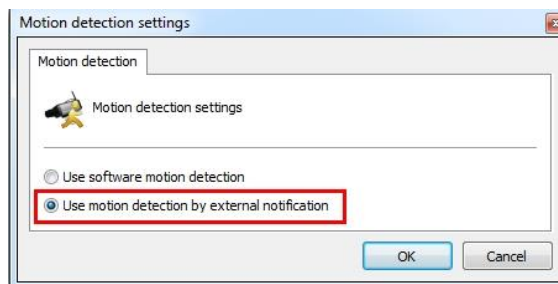 Motion detection settings
Motion detection
Motion detection settings
Use software motion detection
Use motion detection by external notification
OK Cancel